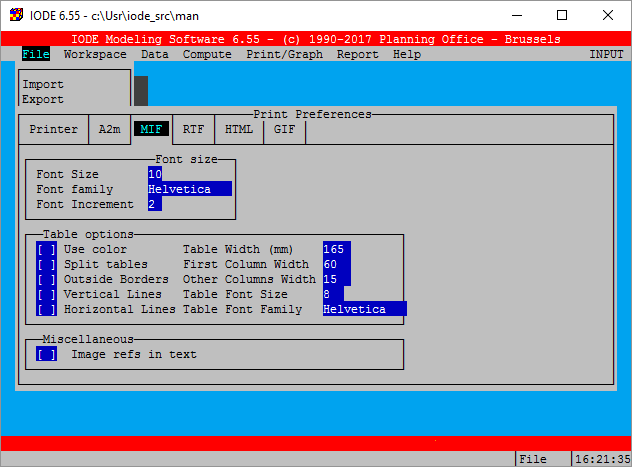 IODE 6.55 - c:\Usr\iode_src\man
IODE Modeling Software 6.55 - (c) 1990-2017 Planning Office - Brussels
File Workspace Data Compute Print/Graph Report Help INPUT
Import
Export
Print Preferences
Printer A2m MIF RTF HTML GIF
Font size
Font Size 10
Font family Helvetica
Font Increment 2
Table options
[ ] Use color Table Width (mm) 165
[ ] Split tables First Column Width 60
[ ] Outside Borders Other Columns Width 15
[ ] Vertical Lines Table Font Size 8
[ ] Horizontal Lines Table Font Family Helvetica
Miscellaneous
[ ] Image refs in text
File 16:21:35